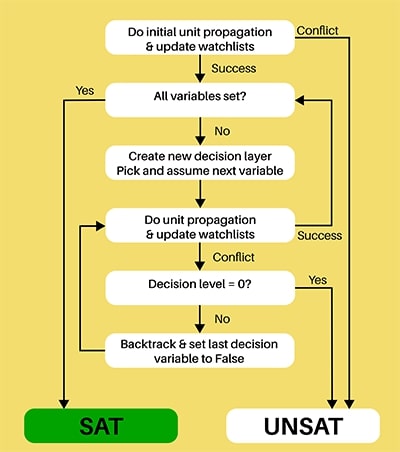 Do initial unit propagation
& update watchlists
Conflict
Success
Yes
All variables set?
No
Create new decision layer
Pick and assume next variable
Do unit propagation
& update watchlists
Success
Conflict
Decision level = 0?
Yes
No
Backtrack & set last decision
variable to False
SAT
UNSAT